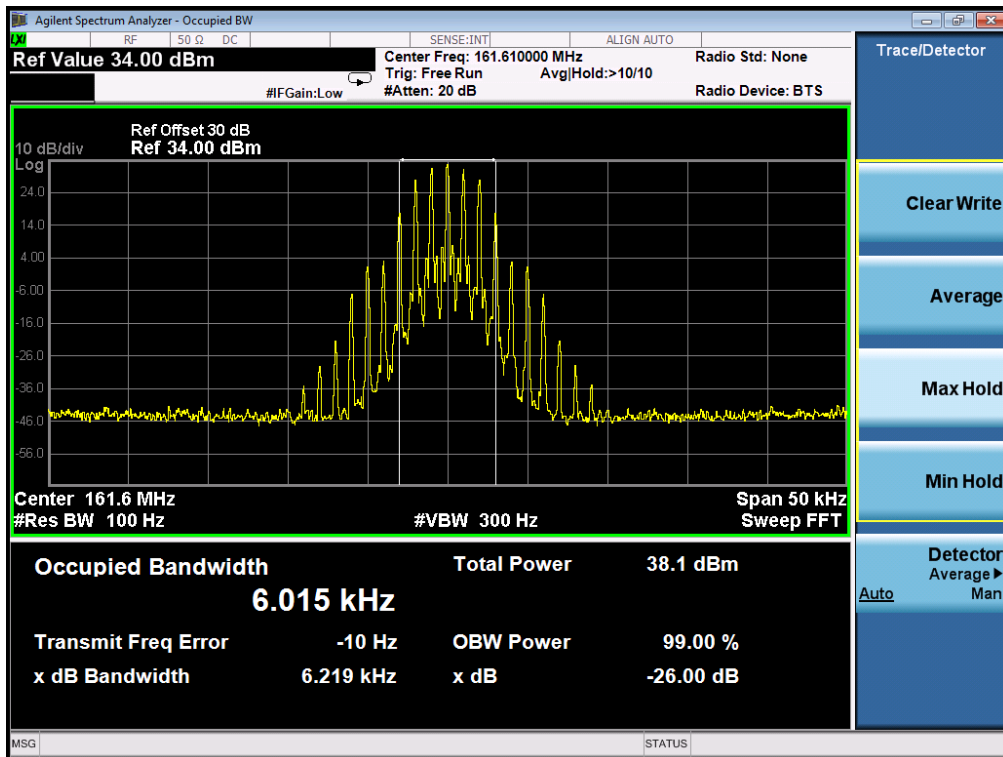 Agilent Spectrum Analyzer - Occupied BW
LXI RF 50 Ω DC SENSE:INT ALIGN AUTO
Ref Value 34.00 dBm
#IFGain:Low
Center Freq: 161.610000 MHz
Trig: Free Run Avg|Hold:>10/10
#Atten: 20 dB
Radio Std: None
Radio Device: BTS
Ref Offset 30 dB
10 dB/div Ref 34.00 dBm
Log
24.0
14.0
4.00
-6.00
-16.0
-26.0
-36.0
-46.0
-56.0
Center 161.6 MHz Span 50 kHz
#Res BW 100 Hz #VBW 300 Hz Sweep FFT
Occupied Bandwidth Total Power 38.1 dBm
6.015 kHz
Transmit Freq Error -10 Hz OBW Power 99.00 %
x dB Bandwidth 6.219 kHz x dB -26.00 dB
MSG STATUS
Trace/Detector
Clear Write
Average
Max Hold
Min Hold
Detector
Average
Auto Man